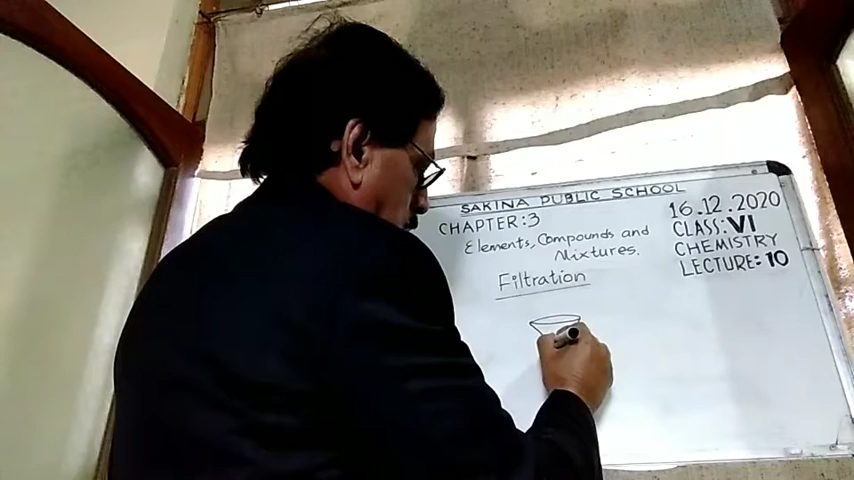 SAKINA PUBLIC SCHOOL
16.12.2020
CHAPTER:3
CLASS:VI
Elements, Compounds and
CHEMISTRY
Mixtures.
LECTURE:10
Filtration